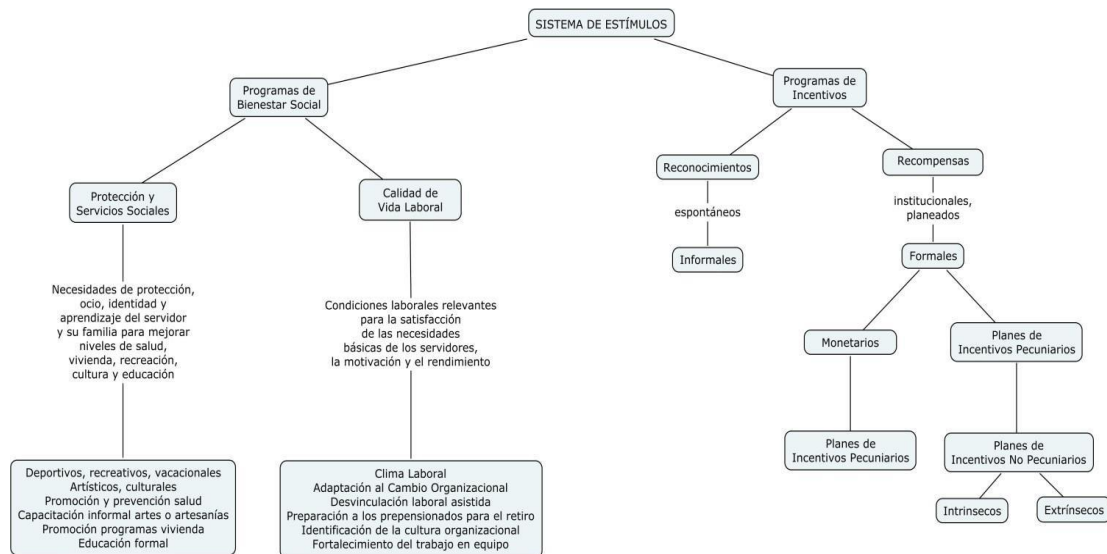 SISTEMA DE ESTÍMULOS
Programas de
Bienestar Social
Programas de
Incentivos
Protección y
Servicios Sociales
Calidad de
Vida Laboral
Reconocimientos
Recompensas
espontáneos
institucionales,
planeados
Informales
Formales
Necesidades de protección,
ocio, identidad y
aprendizaje del servidor
y su familia para mejorar
niveles de salud,
vivienda, recreación,
cultura y educación
Condiciones laborales relevantes
para la satisfacción
de las necesidades
básicas de los servidores,
la motivación y el rendimiento
Monetarios
Planes de
Incentivos Pecuniarios
Planes de
Incentivos Pecuniarios
Planes de
Incentivos No Pecuniarios
Deportivos, recreativos, vacacionales
Artísticos, culturales
Promoción y prevención salud
Capacitación informal artes o artesanías
Promoción programas vivienda
Educación formal
Clima Laboral
Adaptación al Cambio Organizacional
Desvinculación laboral asistida
Preparación a los prepensionados para el retiro
Identificación de la cultura organizacional
Fortalecimiento del trabajo en equipo
Intrinsecos
Extrínsecos